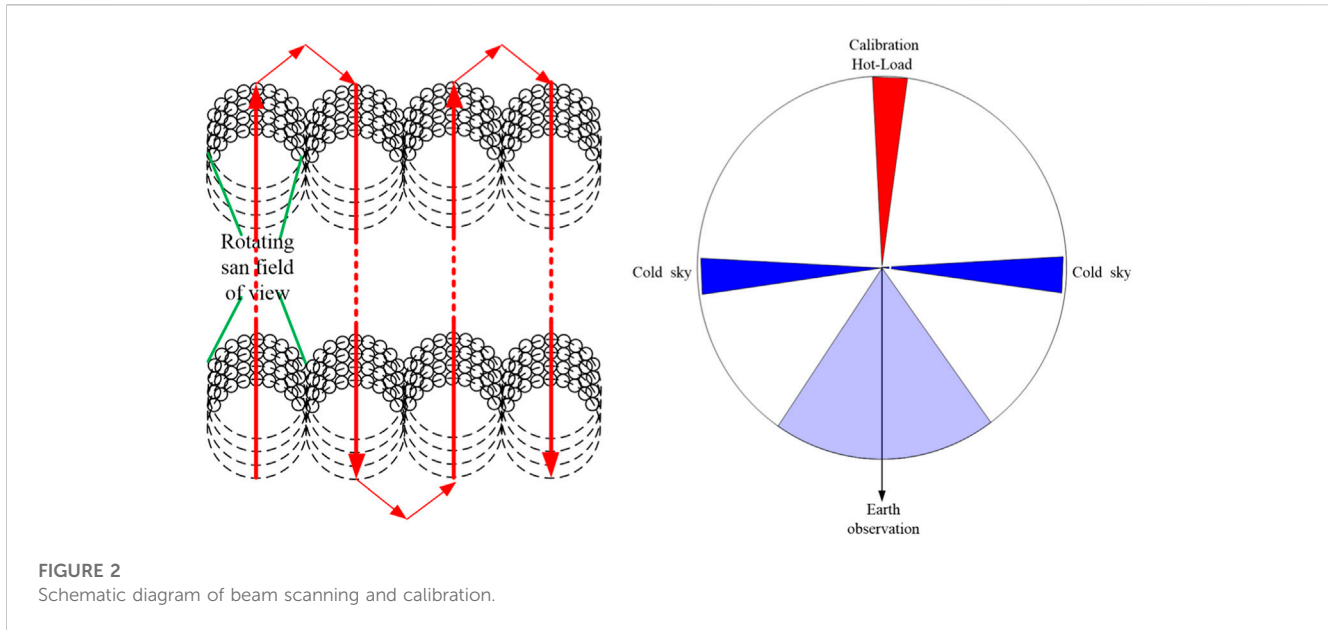 Rotating
san field
of view
Calibration
Hot-Load
Cold sky
Cold sky
Earth
observation
FIGURE 2
Schematic diagram of beam scanning and calibration.